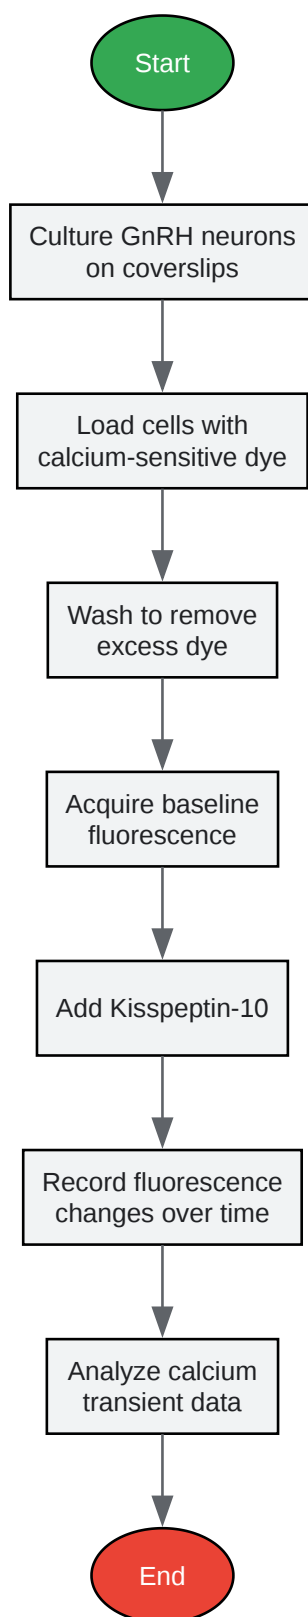 Start
Culture GnRH neurons
on coverslips
Load cells with
calcium-sensitive dye
Wash to remove
excess dye
Acquire baseline
fluorescence
Add Kisspeptin-10
Record fluorescence
changes over time
Analyze calcium
transient data
End